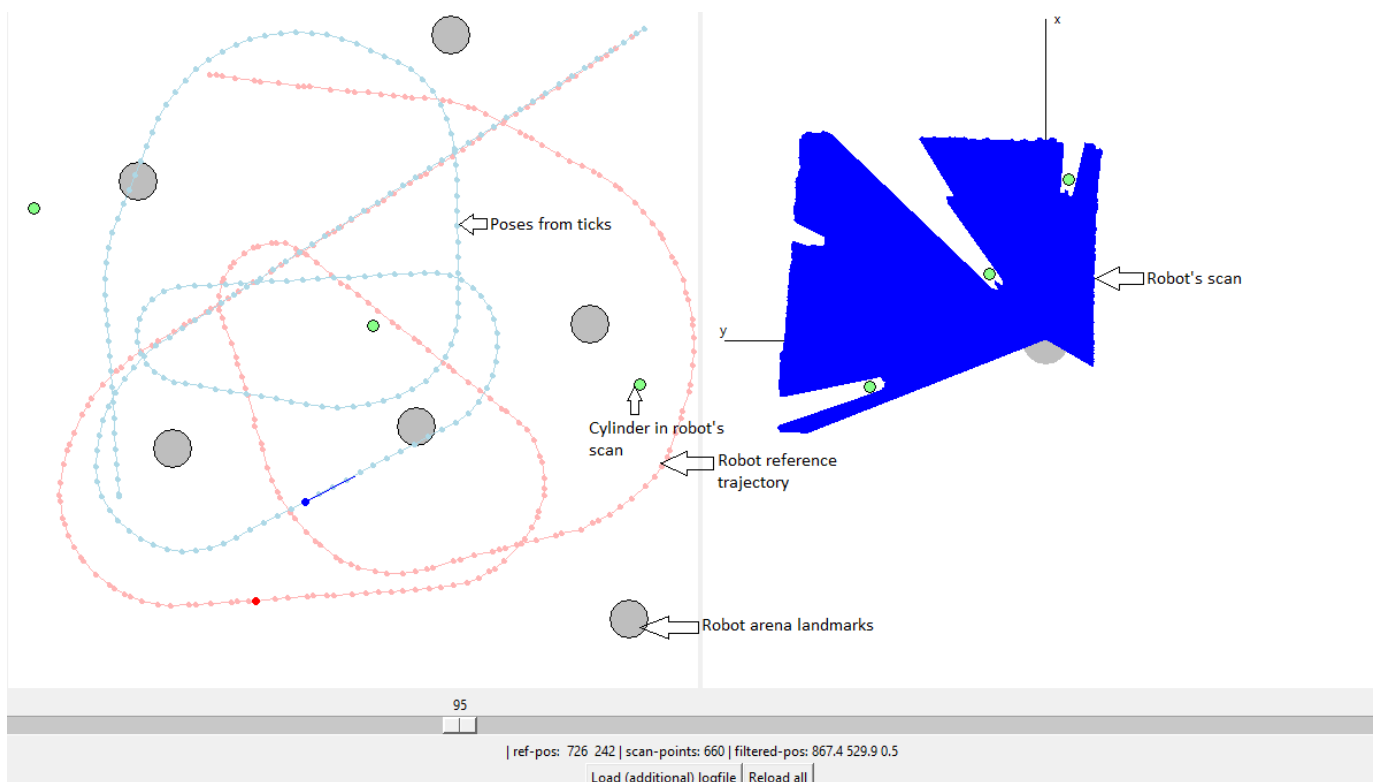 x
Poses from ticks
Robot's scan
y
Cylinder in robot's
scan
Robot reference
trajectory
Robot arena landmarks
95
| ref-pos: 726 242 | scan-points: 660 | filtered-pos: 867.4 529.9 0.5
Load (additional) logfile Reload all